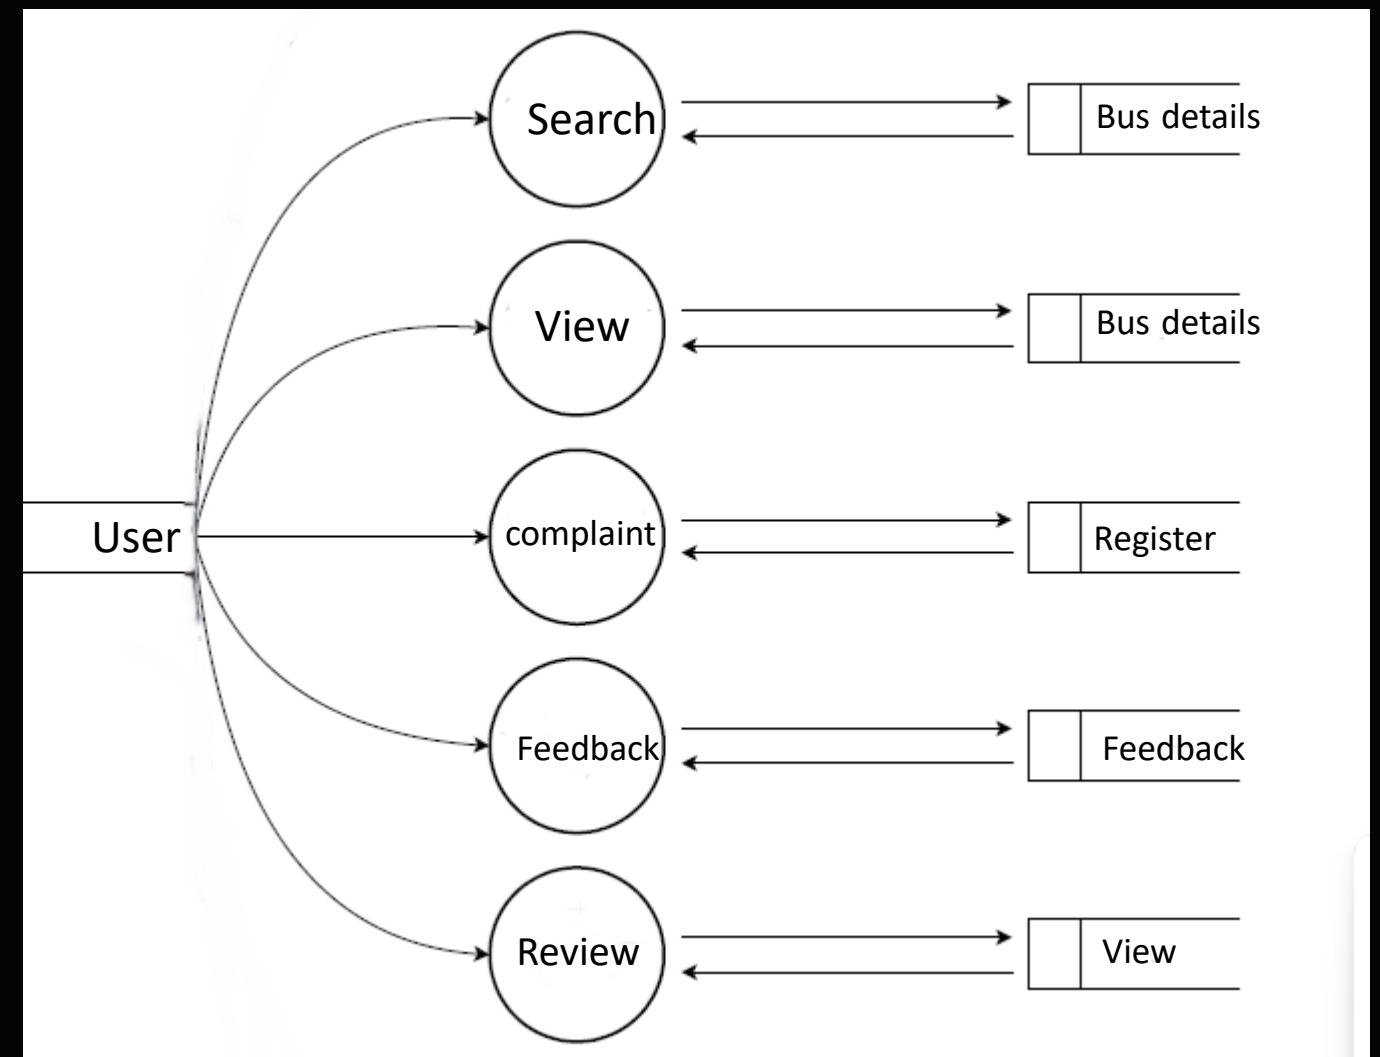 Search
Bus details
View
Bus details
User
complaint
Register
Feedback
Feedback
Review
View